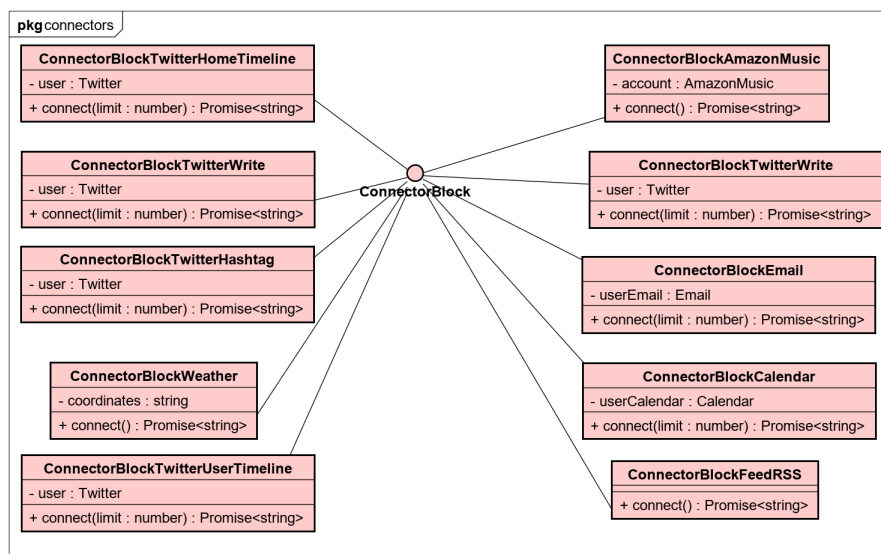 pkg connectors
ConnectorBlockTwitterHomeTimeline
- user : Twitter
+ connect(limit : number) : Promise<string>
ConnectorBlockAmazonMusic
- account : AmazonMusic
+ connect() : Promise<string>
ConnectorBlockTwitterWrite
- user : Twitter
+ connect(limit : number) : Promise<string>
ConnectorBlock
ConnectorBlockTwitterWrite
- user : Twitter
+ connect(limit : number) : Promise<string>
ConnectorBlockTwitterHashtag
- user : Twitter
+ connect(limit : number) : Promise<string>
ConnectorBlockEmail
- userEmail : Email
+ connect(limit : number) : Promise<string>
ConnectorBlockWeather
- coordinates : string
+ connect() : Promise<string>
ConnectorBlockCalendar
- userCalendar : Calendar
+ connect(limit : number) : Promise<string>
ConnectorBlockTwitterUserTimeline
- user : Twitter
+ connect(limit : number) : Promise<string>
ConnectorBlockFeedRSS
+ connect() : Promise<string>